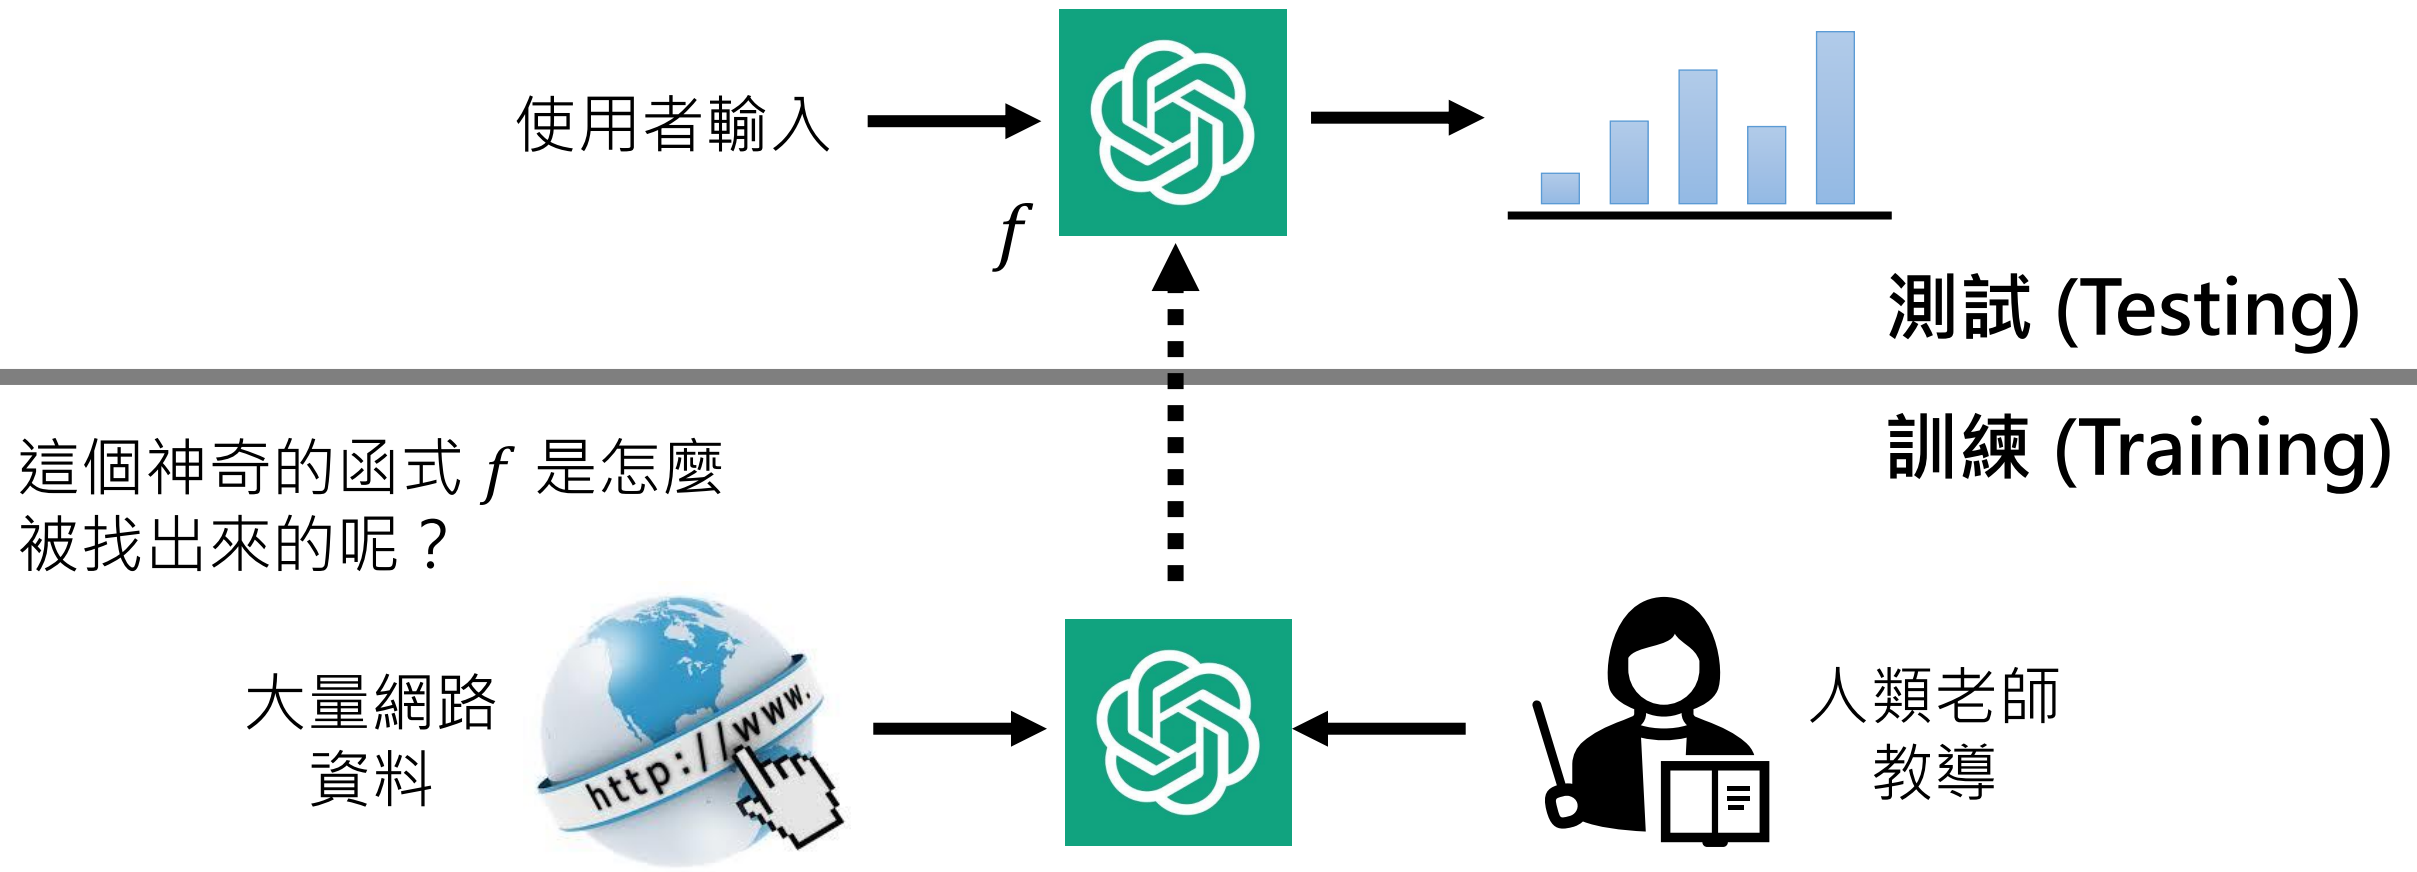 使用者輸入
f
測試 (Testing)
訓練 (Training)
這個神奇的函式 f 是怎麼
被找出來的呢？
大量網路
資料
http://www.
人類老師
教導